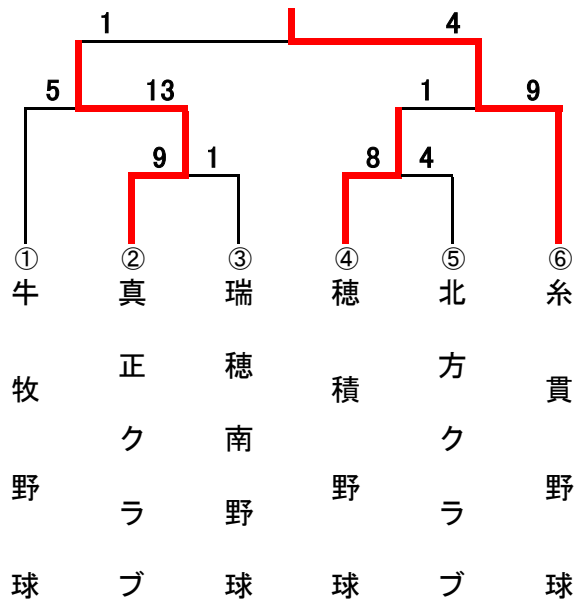 1 4
5 13 1 9
9 1 8 4
① ② ③ ④ ⑤ ⑥
牛牧野球
真正クラブ
瑞穂南野球
穂積野球
北方クラブ
糸貫野球